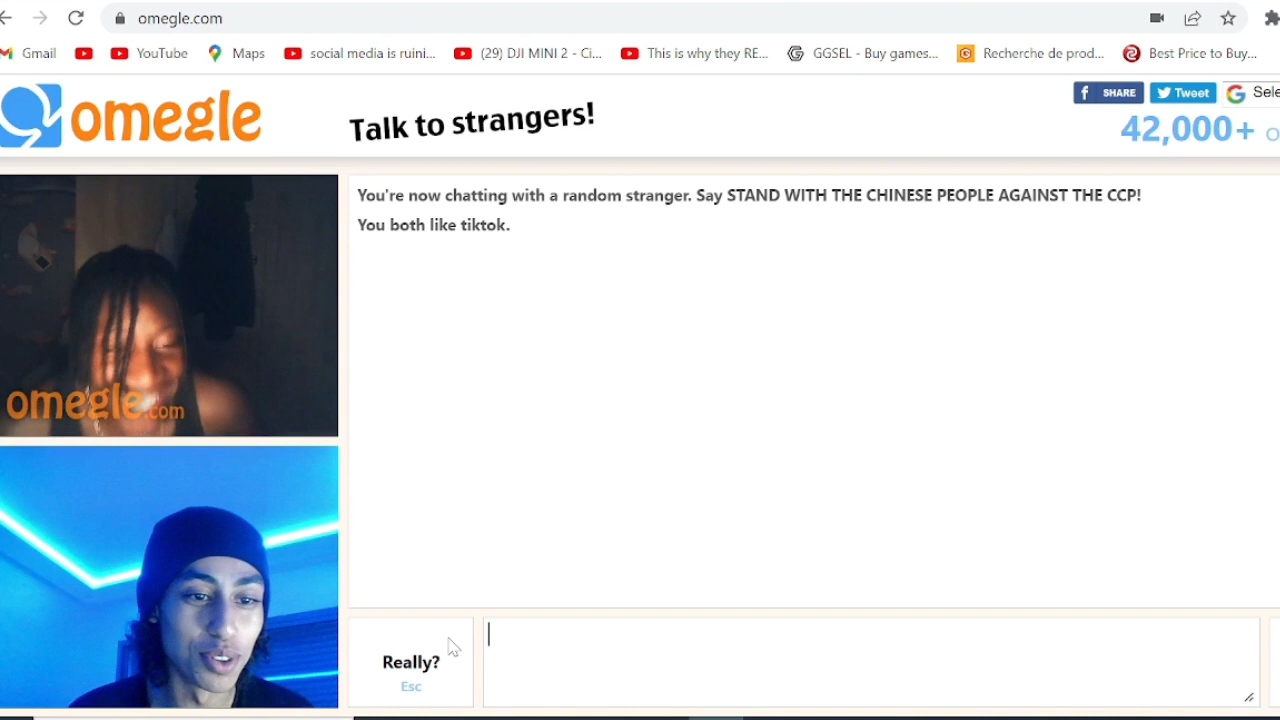 omegle.com
Gmail
YouTube
Maps
social media is ruini...
(29) DJI MINI 2 - Ci...
This is why they RE...
GGSEL - Buy games...
Recherche de prod...
Best Price to Buy...
omegle
Talk to strangers!
f SHARE
Tweet
G Sele
42,000+ o
You're now chatting with a random stranger. Say STAND WITH THE CHINESE PEOPLE AGAINST THE CCP!
You both like tiktok.
omegle.com
Really?
Esc